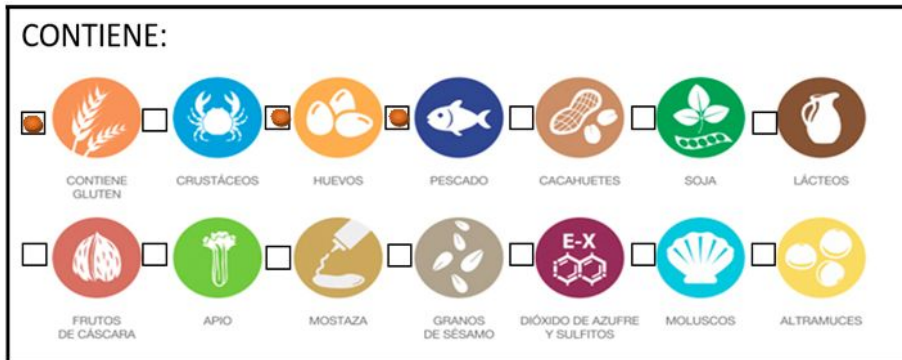 CONTIENE:
CONTIENE
GLUTEN
CRUSTÁCEOS
HUEVOS
PESCADO
CACAHUETES
SOJA
LÁCTEOS
E-X
FRUTOS
DE CÁSCARA
APIO
MOSTAZA
GRANOS
DE SÉSAMO
DIÓXIDO DE AZUFRE
Y SULFITOS
MOLUSCOS
ALTRAMUCES